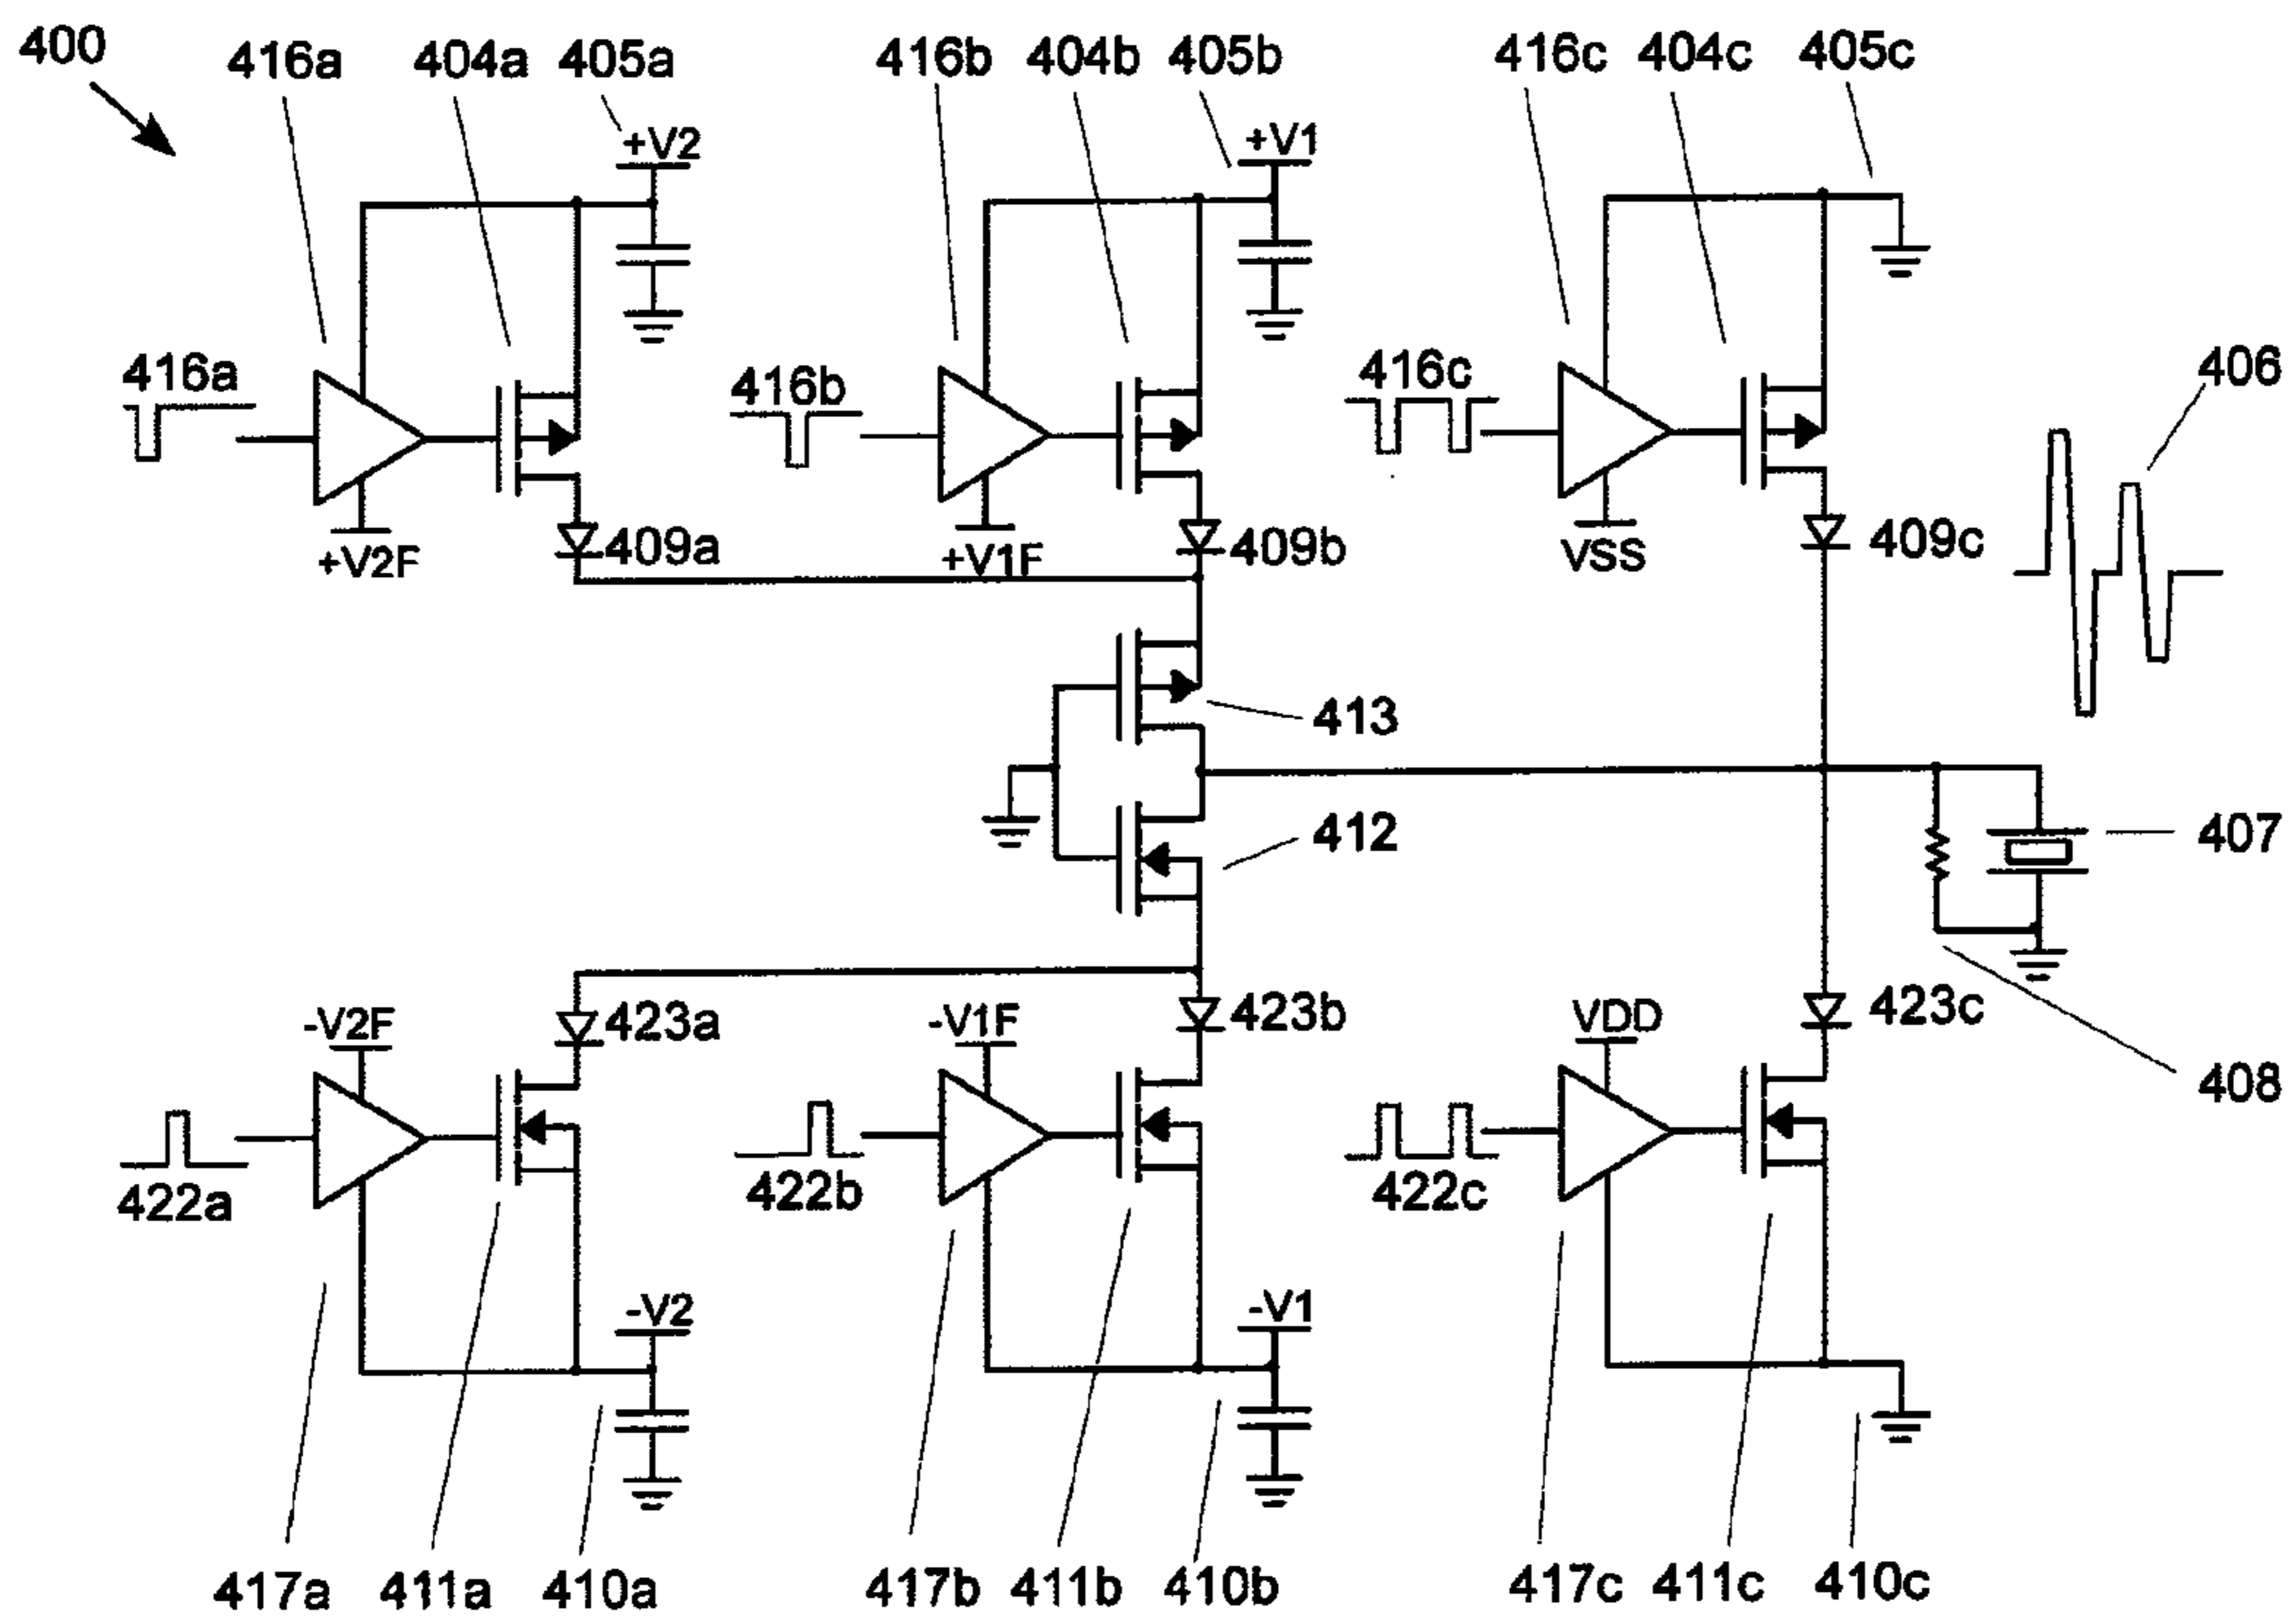 400
416a 404a 405a 416b 404b 405b 416c 404c 405c
+V2 +V1
416a 416b 416c 406
+V2F 409a +V1F 409b VSS 409c
413
412 407
-V2F 423a -V1F 423b VDD 423c
408
422a 422b 422c
-V2 -V1
417a 411a 410a 417b 411b 410b 417c 411c 410c